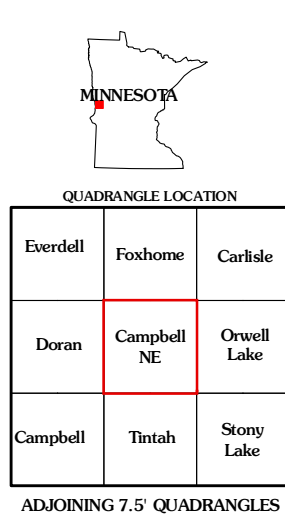 MINNESOTA
QUADRANGLE LOCATION
Everdell
Foxhome
Carlisle
Doran
Campbell
NE
Orwell
Lake
Campbell
Tintah
Stony
Lake
ADJOINING 7.5' QUADRANGLES